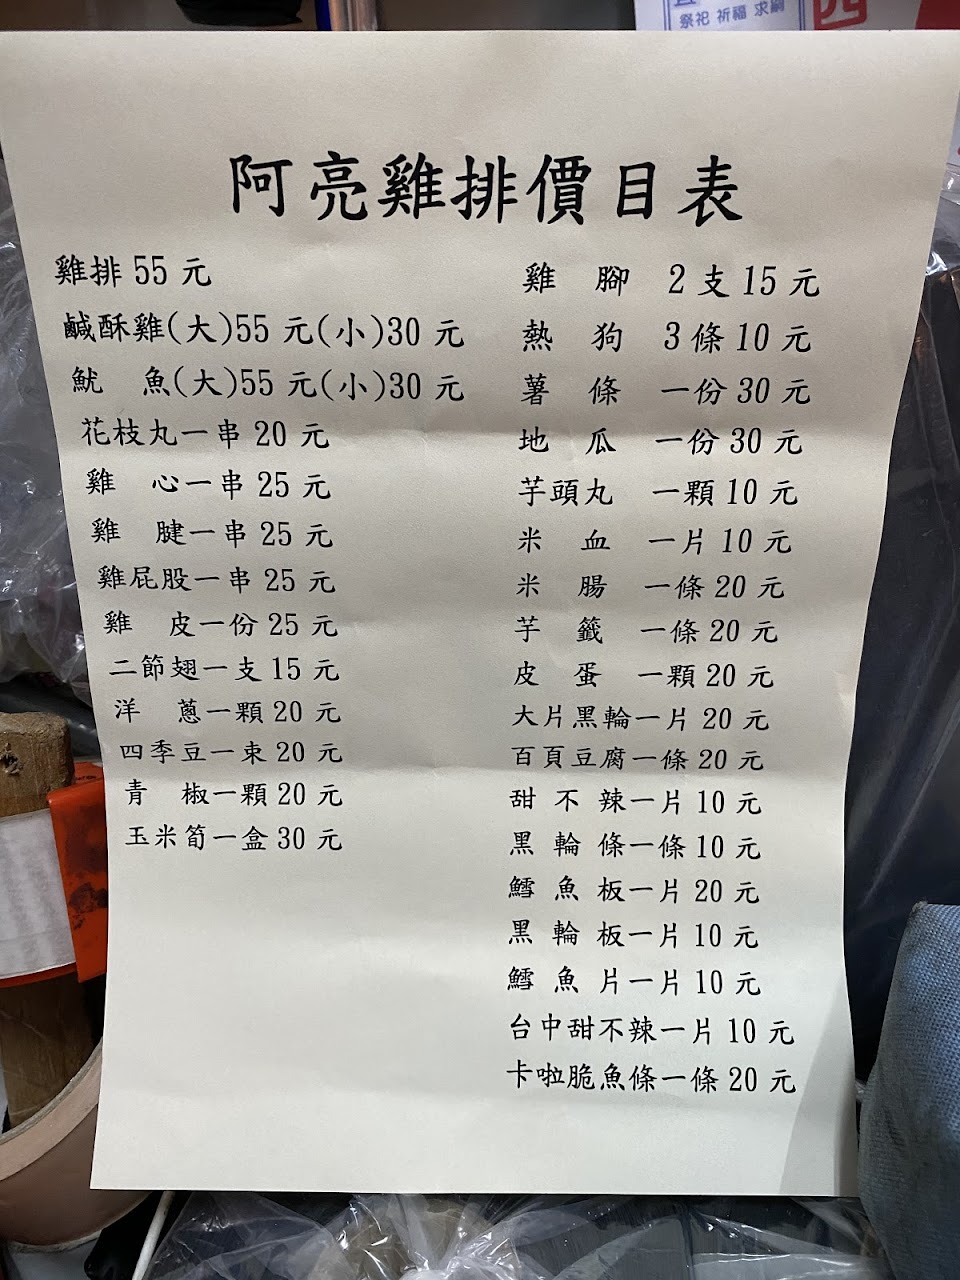 祭祀 祈福 求嗣
阿亮雞排價目表
雞排 55 元
鹹酥雞(大)55 元(小)30 元
魷 魚(大)55 元(小)30 元
花枝丸一串 20 元
雞 心一串 25 元
雞 腱一串 25 元
雞屁股一串 25 元
雞 皮一份 25 元
二節翅一支 15 元
洋 蔥一顆 20 元
四季豆一束 20 元
青 椒一顆 20 元
玉米筍一盒 30 元
雞 腳 2 支 15 元
熱 狗 3 條 10 元
薯 條 一份 30 元
地 瓜 一份 30 元
芋頭丸 一顆 10 元
米 血 一片 10 元
米 腸 一條 20 元
芋 籤 一條 20 元
皮 蛋 一顆 20 元
大片黑輪一片 20 元
百頁豆腐一條 20 元
甜 不 辣一片 10 元
黑 輪 條一條 10 元
鱈 魚 板一片 20 元
黑 輪 板一片 10 元
鱈 魚 片一片 10 元
台中甜不辣一片 10 元
卡啦脆魚條一條 20 元